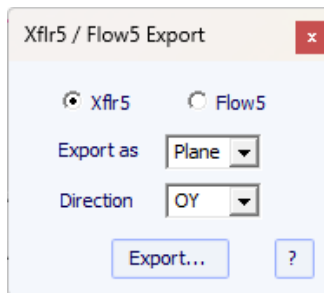 Xflr5 / Flow5 Export
x
Xflr5 Flow5
Export as Plane
Direction OY
Export...
?